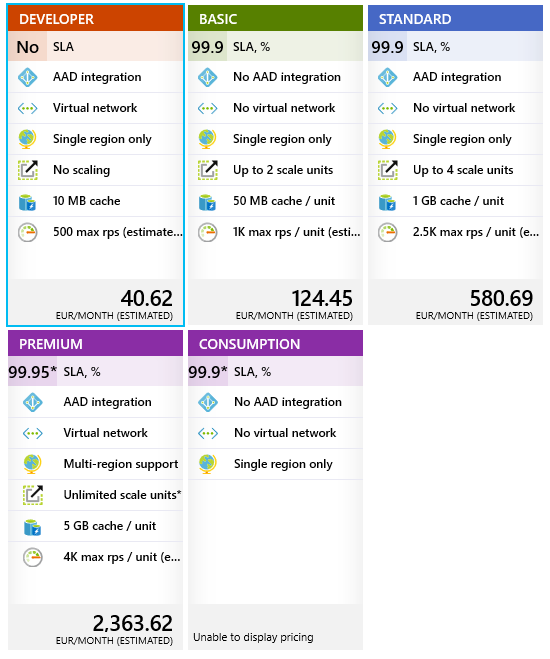 DEVELOPER
No SLA
AAD integration
Virtual network
Single region only
No scaling
10 MB cache
500 max rps (estimate...
40.62
EUR/MONTH (ESTIMATED)
BASIC
99.9 SLA, %
No AAD integration
No virtual network
Single region only
Up to 2 scale units
50 MB cache / unit
1K max rps / unit (esti...
124.45
EUR/MONTH (ESTIMATED)
STANDARD
99.9 SLA, %
AAD integration
No virtual network
Single region only
Up to 4 scale units
1 GB cache / unit
2.5K max rps / unit (e...
580.69
EUR/MONTH (ESTIMATED)
PREMIUM
99.95* SLA, %
AAD integration
Virtual network
Multi-region support
Unlimited scale units*
5 GB cache / unit
4K max rps / unit (e...
2,363.62
EUR/MONTH (ESTIMATED)
CONSUMPTION
99.9* SLA, %
No AAD integration
No virtual network
Single region only
Unable to display pricing